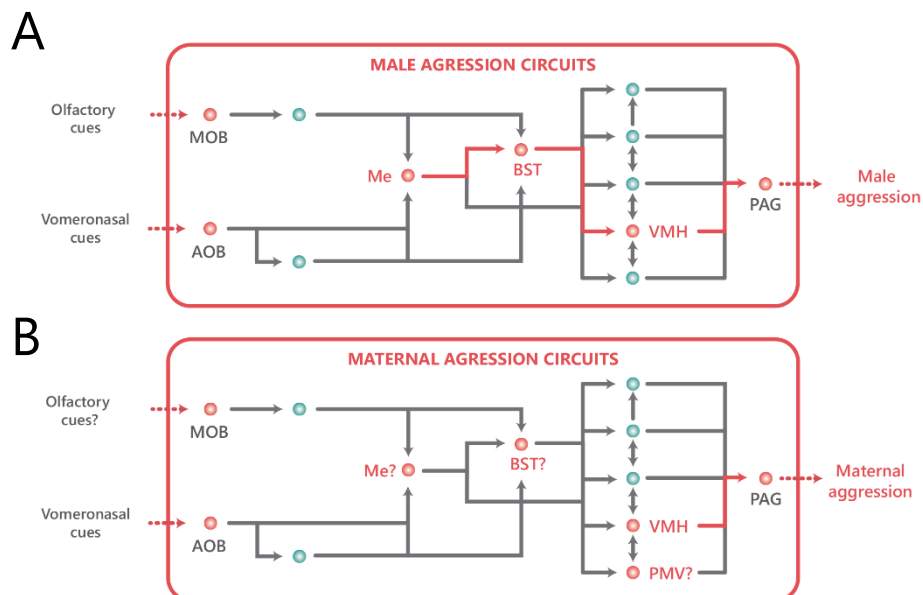 A
MALE AGRESSION CIRCUITS
Olfactory
cues
MOB
Me
BST
Vomeronasal
cues
AOB
VMH
PAG
Male
aggression
B
MATERNAL AGRESSION CIRCUITS
Olfactory
cues?
MOB
Me?
BST?
Vomeronasal
cues
AOB
VMH
PMV?
PAG
Maternal
aggression